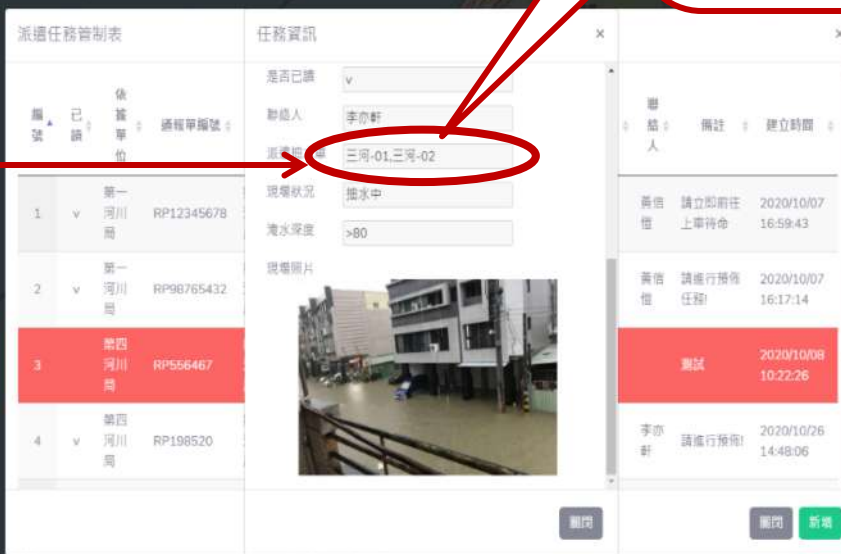 派遣任務管制表
任務資訊
×
×
是否已讀
v
聯絡人
李亦軒
三河-01,三河-02
現場狀況
抽水中
淹水深度
>80
現場照片
編號
已讀
依據單位
通報單編號
聯絡人
備註
建立時間
1
v
第一河川局
RP12345678
黃信愷
請立即前往上車待命
2020/10/07
16:59:43
2
v
第一河川局
RP98765432
黃信愷
請進行預佈任務!
2020/10/07
16:17:14
3
第四河川局
RP556467
測試
2020/10/08
10:22:26
4
v
第四河川局
RP198520
李亦軒
請進行預佈!
2020/10/26
14:48:06
關閉
關閉
新增